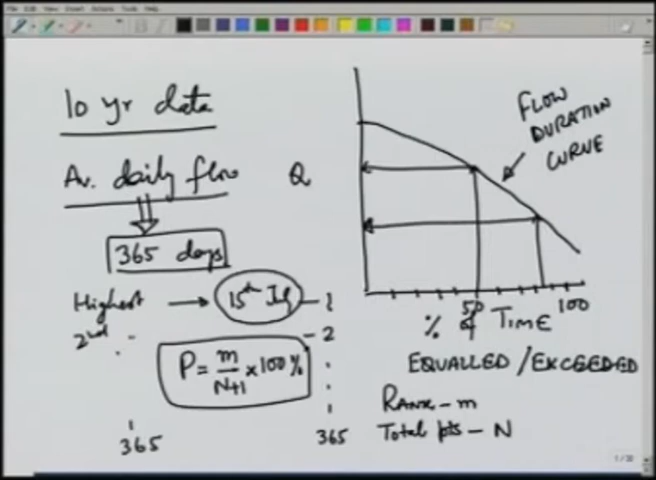 10 yr data
Av. daily flow Q
365 days
Highest → 15th Jul - 1
2nd - 2
P = m/N+1 × 100%
365 365
FLOW
DURATION
CURVE
50 100
% of TIME
EQUALLED / EXCEEDED
RANK - m
Total pts - N